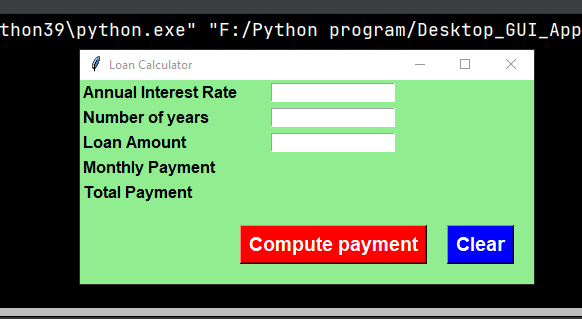 thon39\python.exe" "F:/Python program/Desktop_GUI_App
Loan Calculator
Annual Interest Rate
Number of years
Loan Amount
Monthly Payment
Total Payment
Compute payment Clear